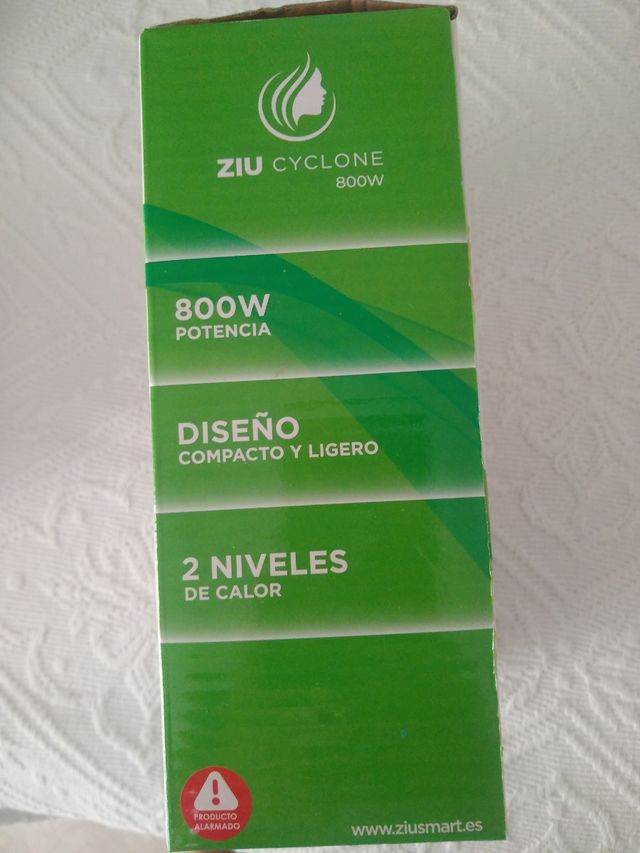 ZIU CYCLONE
800W
800W
POTENCIA
DISEÑO
COMPACTO Y LIGERO
2 NIVELES
DE CALOR
PRODUCTO
ALARMADO
www.ziusmart.es